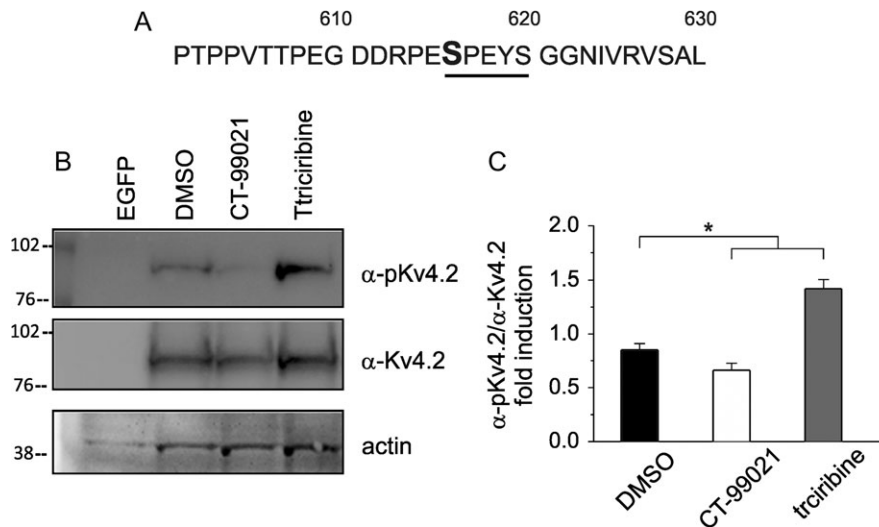 610 620 630
A
PTPPVTTPEG DDRPESPEYS GGNIVRVSAL
B
EGFP
DMSO
CT-99021
Ttriciribine
102
76--
α-pKv4.2
102
76--
α-Kv4.2
38--
actin
C
α-pKv4.2/α-Kv4.2
fold induction
2.0
1.5
1.0
0.5
0.0
*
DMSO
CT-99021
trciribine